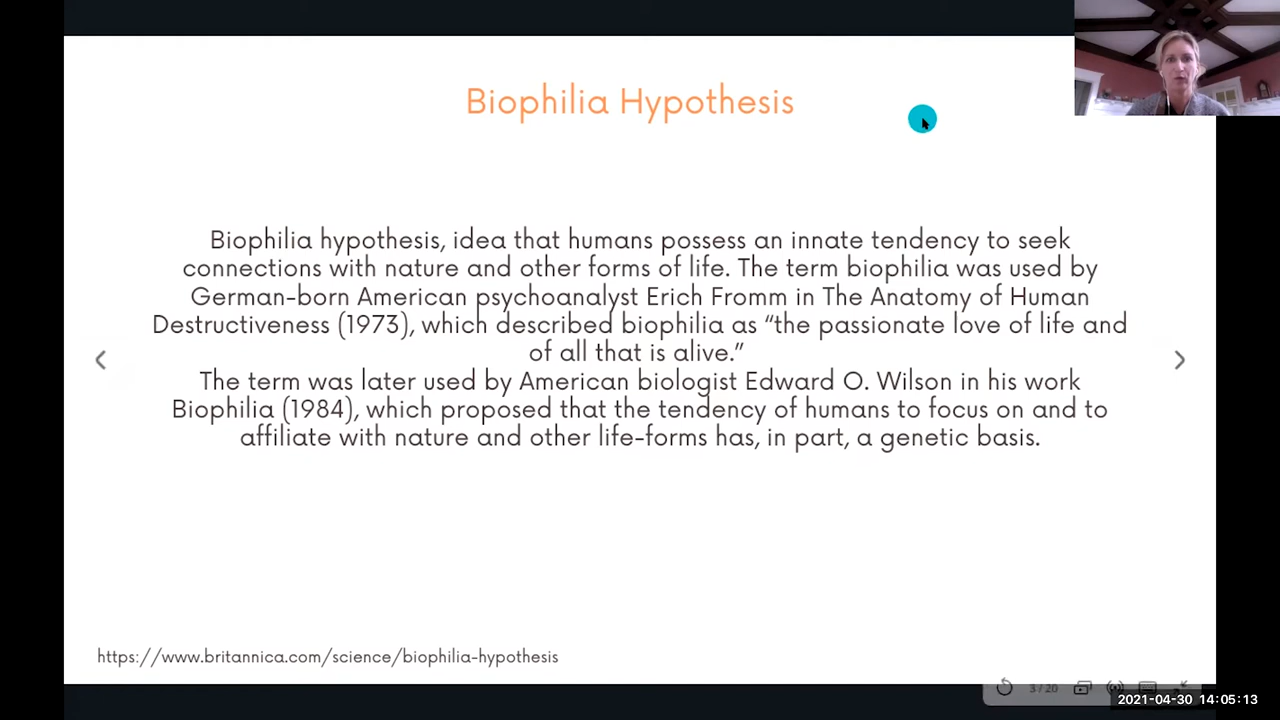 Biophilia Hypothesis
Biophilia hypothesis, idea that humans possess an innate tendency to seek
connections with nature and other forms of life. The term biophilia was used by
German-born American psychoanalyst Erich Fromm in The Anatomy of Human
Destructiveness (1973), which described biophilia as “the passionate love of life and
of all that is alive.”
The term was later used by American biologist Edward O. Wilson in his work
Biophilia (1984), which proposed that the tendency of humans to focus on and to
affiliate with nature and other life-forms has, in part, a genetic basis.
https://www.britannica.com/science/biophilia-hypothesis
3 / 20
2021-04-30 14:05:13